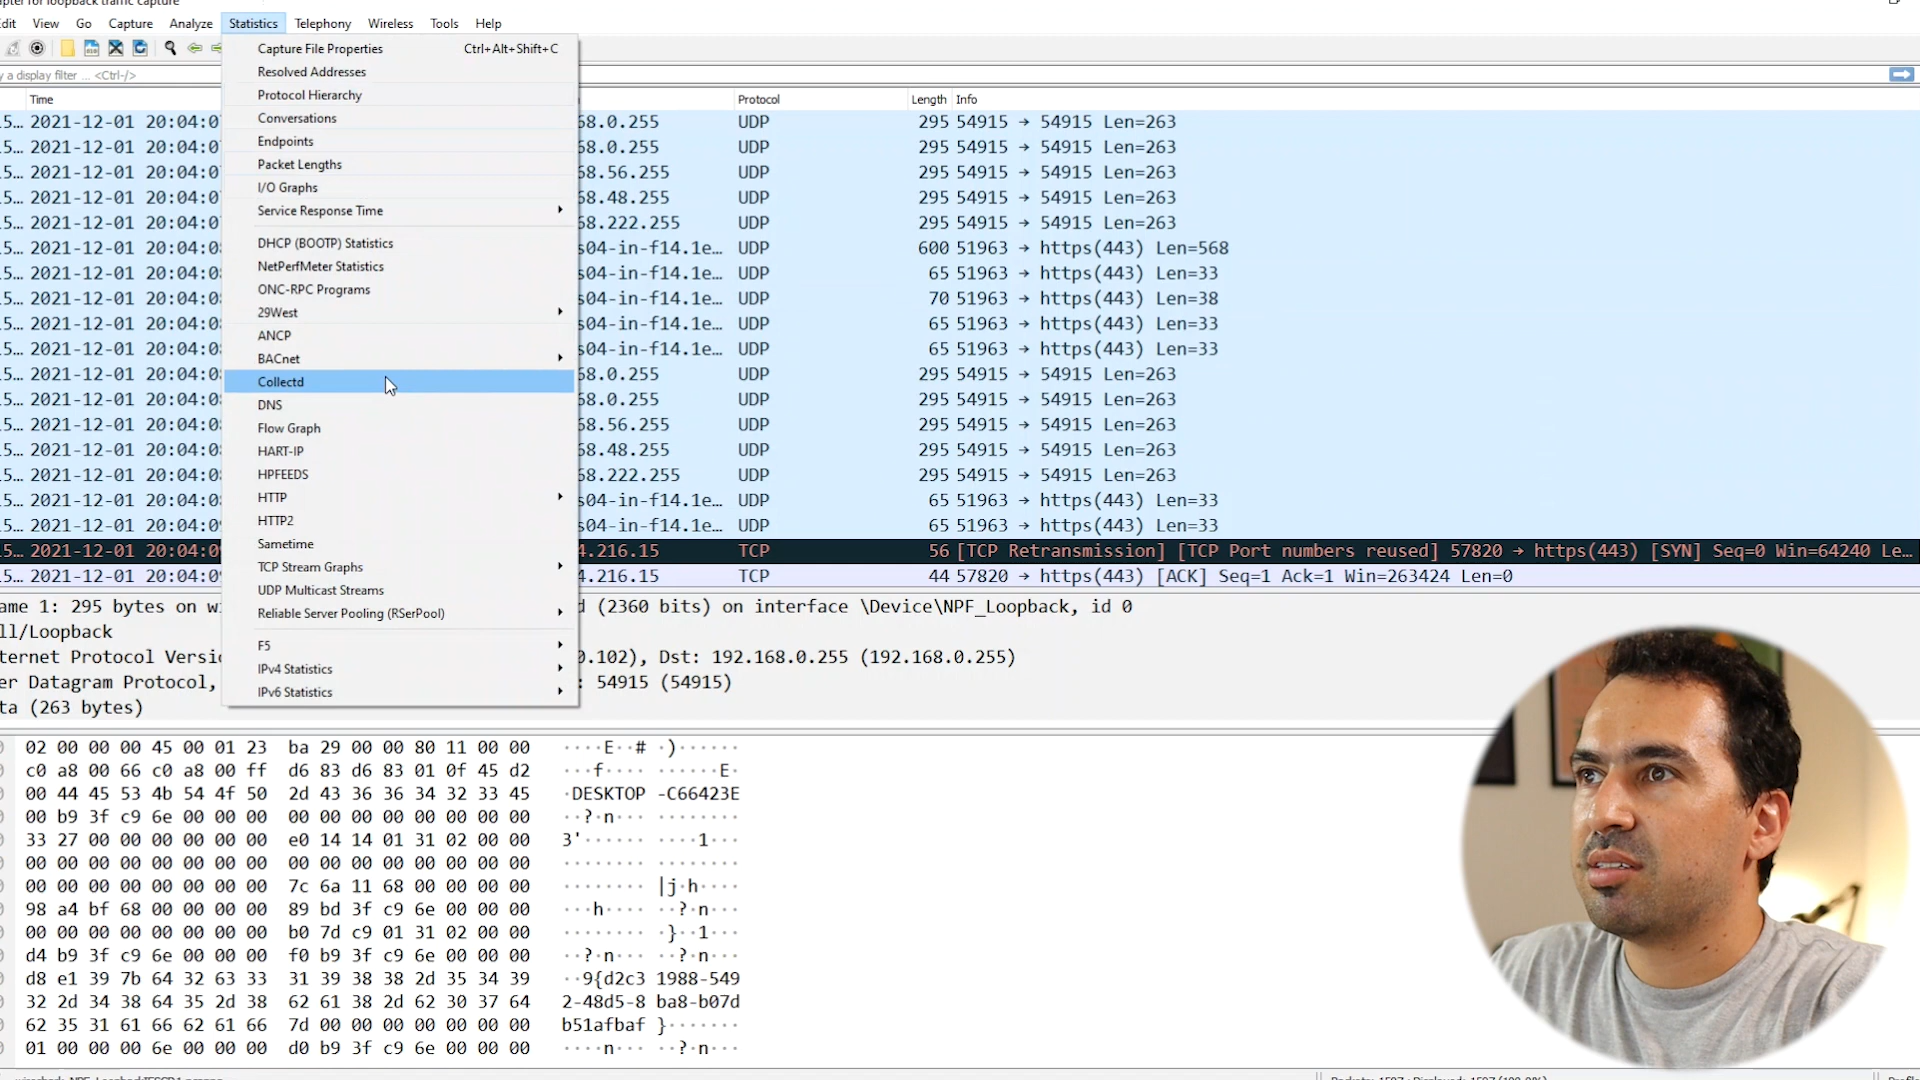 apter for loopback traffic capture
dit View Go Capture Analyze Statistics Telephony Wireless Tools Help
y a display filter ... <Ctrl-/>
Capture File Properties Ctrl+Alt+Shift+C
Resolved Addresses
Protocol Hierarchy
Conversations
Endpoints
Packet Lengths
I/O Graphs
Service Response Time
DHCP (BOOTP) Statistics
NetPerfMeter Statistics
ONC-RPC Programs
29West
ANCP
BACnet
Collectd
DNS
Flow Graph
HART-IP
HPFEEDS
HTTP
HTTP2
Sametime
TCP Stream Graphs
UDP Multicast Streams
Reliable Server Pooling (RSerPool)
F5
IPv4 Statistics
IPv6 Statistics
Time Protocol Length Info
5… 2021-12-01 20:04:0 68.0.255 UDP 295 54915 → 54915 Len=263
5… 2021-12-01 20:04:0 68.0.255 UDP 295 54915 → 54915 Len=263
5… 2021-12-01 20:04:0 68.56.255 UDP 295 54915 → 54915 Len=263
5… 2021-12-01 20:04:0 68.48.255 UDP 295 54915 → 54915 Len=263
5… 2021-12-01 20:04:0 68.222.255 UDP 295 54915 → 54915 Len=263
5… 2021-12-01 20:04:0 s04-in-f14.1e… UDP 600 51963 → https(443) Len=568
5… 2021-12-01 20:04:0 s04-in-f14.1e… UDP 65 51963 → https(443) Len=33
5… 2021-12-01 20:04:0 s04-in-f14.1e… UDP 70 51963 → https(443) Len=38
5… 2021-12-01 20:04:0 s04-in-f14.1e… UDP 65 51963 → https(443) Len=33
5… 2021-12-01 20:04:0 s04-in-f14.1e… UDP 65 51963 → https(443) Len=33
5… 2021-12-01 20:04:0 68.0.255 UDP 295 54915 → 54915 Len=263
5… 2021-12-01 20:04:0 68.0.255 UDP 295 54915 → 54915 Len=263
5… 2021-12-01 20:04:0 68.56.255 UDP 295 54915 → 54915 Len=263
5… 2021-12-01 20:04:0 68.48.255 UDP 295 54915 → 54915 Len=263
5… 2021-12-01 20:04:0 68.222.255 UDP 295 54915 → 54915 Len=263
5… 2021-12-01 20:04:0 s04-in-f14.1e… UDP 65 51963 → https(443) Len=33
5… 2021-12-01 20:04:0 s04-in-f14.1e… UDP 65 51963 → https(443) Len=33
5… 2021-12-01 20:04:0 4.216.15 TCP 56 [TCP Retransmission] [TCP Port numbers reused] 57820 → https(443) [SYN] Seq=0 Win=64240 Le…
5… 2021-12-01 20:04:0 4.216.15 TCP 44 57820 → https(443) [ACK] Seq=1 Ack=1 Win=263424 Len=0
ame 1: 295 bytes on wi d (2360 bits) on interface \Device\NPF_Loopback, id 0
ll/Loopback
ternet Protocol Versi 0.102), Dst: 192.168.0.255 (192.168.0.255)
er Datagram Protocol, : 54915 (54915)
ta (263 bytes)
02 00 00 00 45 00 01 23 ba 29 00 00 80 11 00 00 ····E··# ·)······
c0 a8 00 66 c0 a8 00 ff d6 83 d6 83 01 0f 45 d2 ···f···· ······E·
00 44 45 53 4b 54 4f 50 2d 43 36 36 34 32 33 45 ·DESKTOP -C66423E
00 b9 3f c9 6e 00 00 00 00 00 00 00 00 00 00 00 ··?·n··· ········
33 27 00 00 00 00 00 00 e0 14 14 01 31 02 00 00 3'······ ····1···
00 00 00 00 00 00 00 00 00 00 00 00 00 00 00 00 ········ ········
00 00 00 00 00 00 00 00 7c 6a 11 68 00 00 00 00 ········ |j·h····
98 a4 bf 68 00 00 00 00 89 bd 3f c9 6e 00 00 00 ···h···· ··?·n···
00 00 00 00 00 00 00 00 b0 7d c9 01 31 02 00 00 ········ ·}··1···
d4 b9 3f c9 6e 00 00 00 f0 b9 3f c9 6e 00 00 00 ··?·n··· ··?·n···
d8 e1 39 7b 64 32 63 33 31 39 38 38 2d 35 34 39 ··9{d2c3 1988-549
32 2d 34 38 64 35 2d 38 62 61 38 2d 62 30 37 64 2-48d5-8 ba8-b07d
62 35 31 61 66 62 61 66 7d 00 00 00 00 00 00 00 b51afbaf }·······
01 00 00 00 6e 00 00 00 d0 b9 3f c9 6e 00 00 00 ····n··· ··?·n···